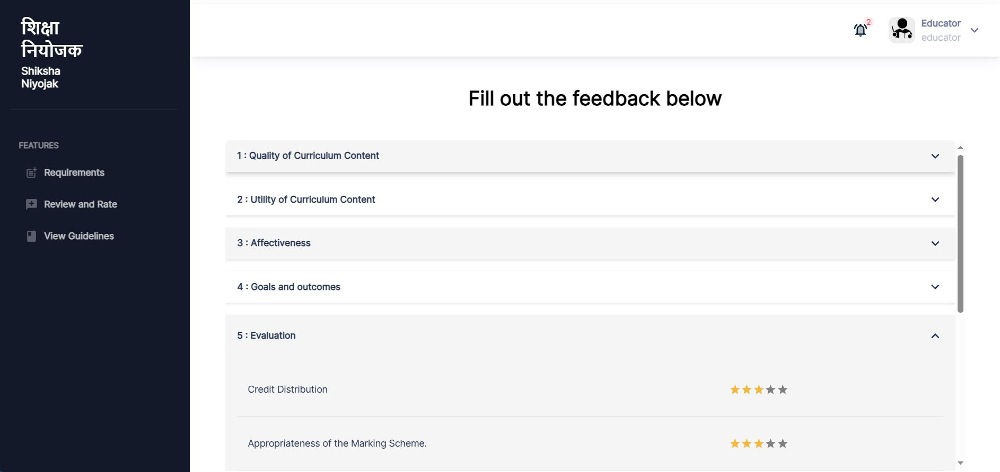 शिक्षा
नियोजक
Shiksha
Niyojak
FEATURES
Requirements
Review and Rate
View Guidelines
2
Educator
educator
Fill out the feedback below
1 : Quality of Curriculum Content
2 : Utility of Curriculum Content
3 : Affectiveness
4 : Goals and outcomes
5 : Evaluation
Credit Distribution
Appropriateness of the Marking Scheme.